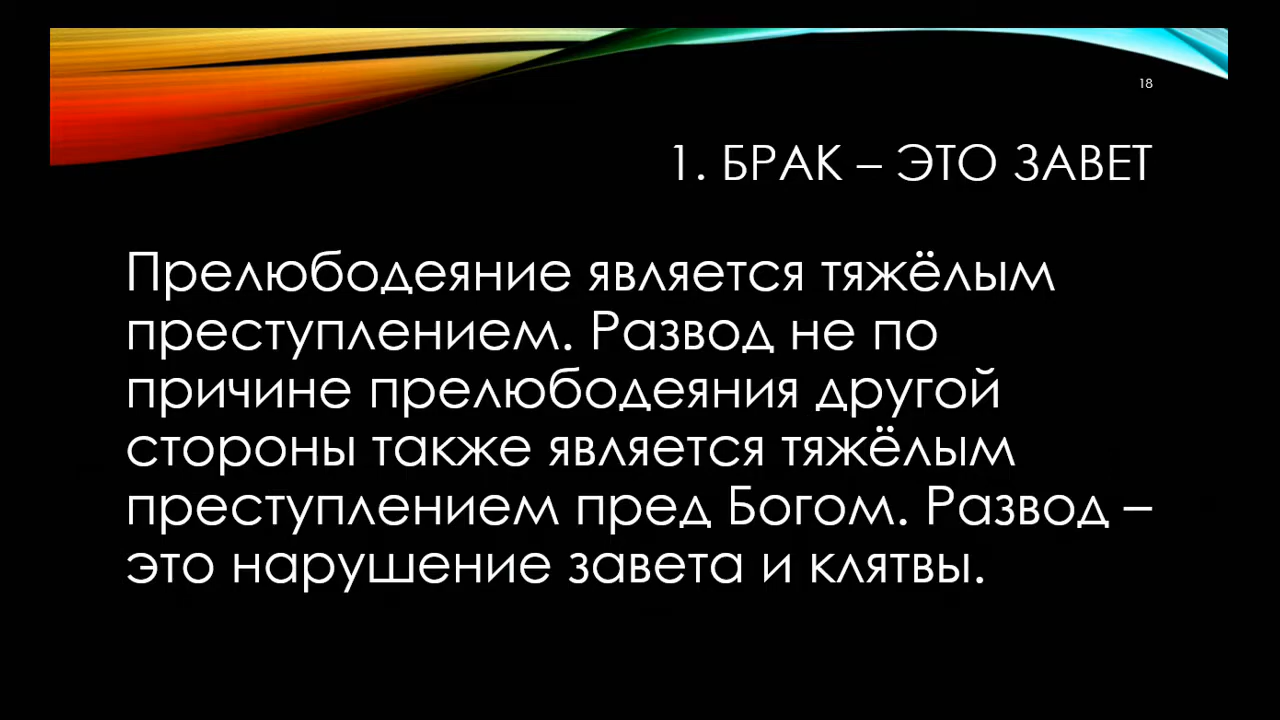 18
1. БРАК – ЭТО ЗАВЕТ
Прелюбодеяние является тяжёлым
преступлением. Развод не по
причине прелюбодеяния другой
стороны также является тяжёлым
преступлением пред Богом. Развод –
это нарушение завета и клятвы.